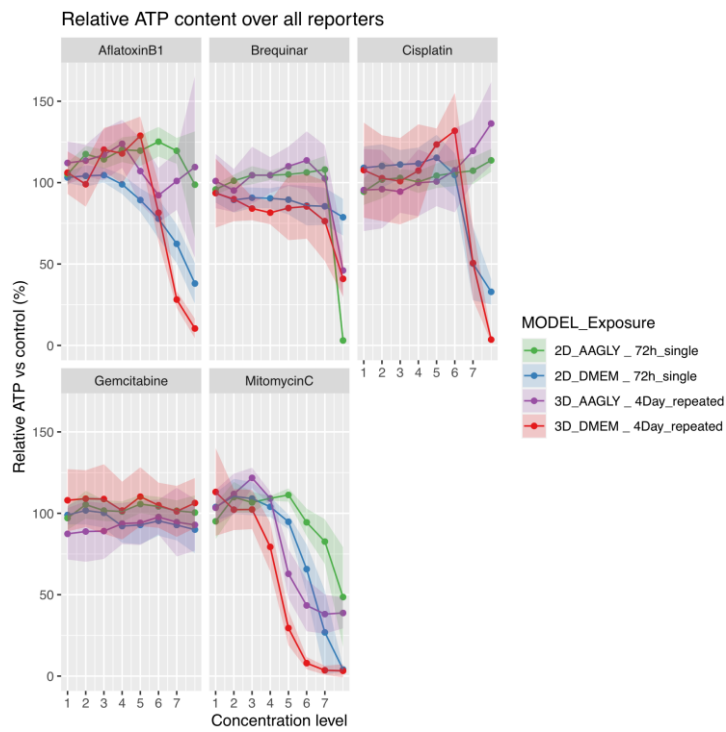 Relative ATP content over all reporters
AflatoxinB1
Brequinar
Cisplatin
150
100
50
0
1 2 3 4 5 6 7
Gemcitabine
MitomycinC
150
100
50
0
1 2 3 4 5 6 7
1 2 3 4 5 6 7
Relative ATP vs control (%)
Concentration level
MODEL_Exposure
2D_AAGLY _ 72h_single
2D_DMEM _ 72h_single
3D_AAGLY _ 4Day_repeated
3D_DMEM _ 4Day_repeated